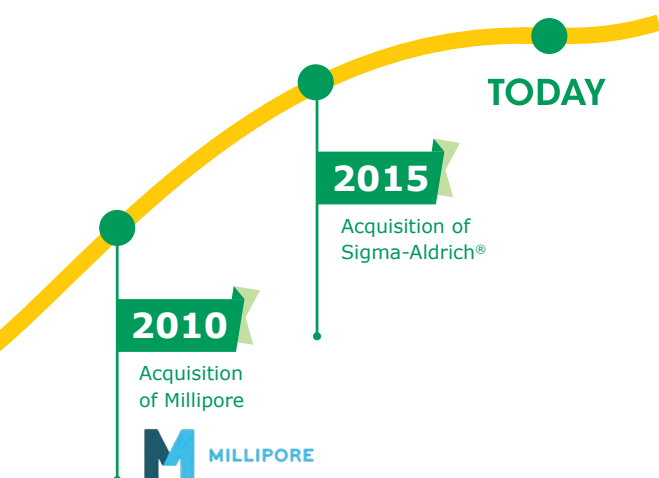 TODAY
2015
Acquisition of
Sigma-Aldrich®
2010
Acquisition
of Millipore
MILLIPORE